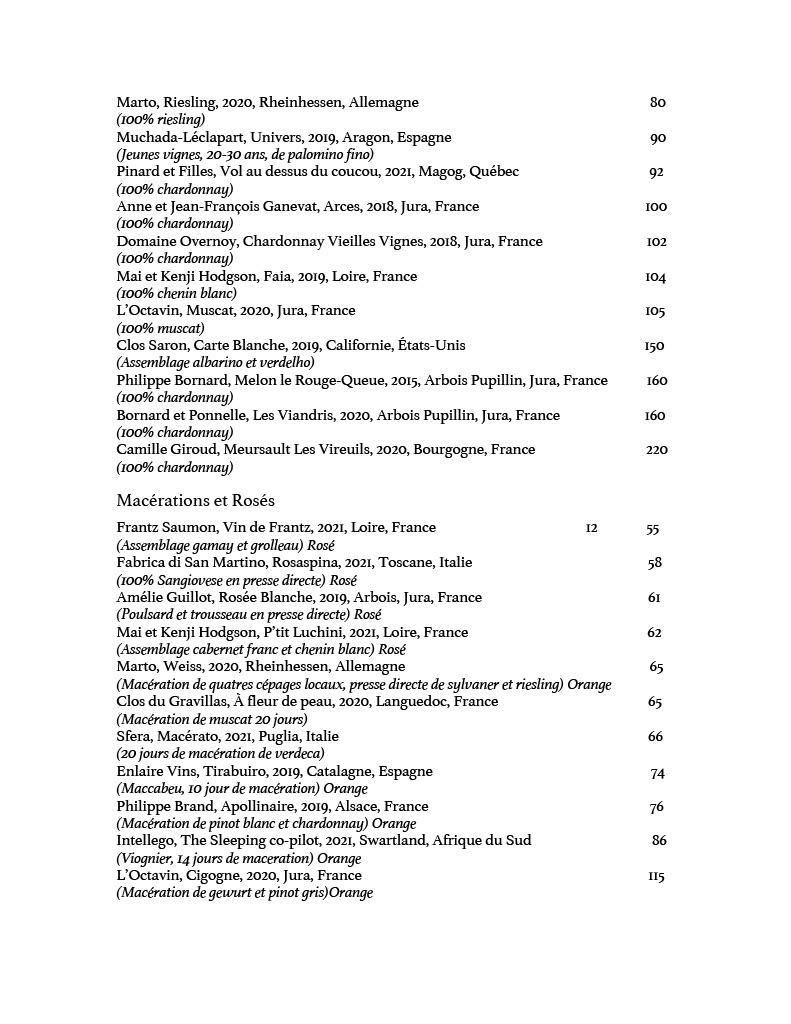 Marto, Riesling, 2020, Rheinhessen, Allemagne 80
(100% riesling)
Muchada-Léclapart, Univers, 2019, Aragon, Espagne 90
(Jeunes vignes, 20-30 ans, de palomino fino)
Pinard et Filles, Vol au dessus du coucou, 2021, Magog, Québec 92
(100% chardonnay)
Anne et Jean-François Ganevat, Arces, 2018, Jura, France 100
(100% chardonnay)
Domaine Overnoy, Chardonnay Vieilles Vignes, 2018, Jura, France 102
(100% chardonnay)
Mai et Kenji Hodgson, Faia, 2019, Loire, France 104
(100% chenin blanc)
L'Octavin, Muscat, 2020, Jura, France 105
(100% muscat)
Clos Saron, Carte Blanche, 2019, Californie, États-Unis 150
(Assemblage albarino et verdelho)
Philippe Bornard, Melon le Rouge-Queue, 2015, Arbois Pupillin, Jura, France 160
(100% chardonnay)
Bornard et Ponnelle, Les Viandris, 2020, Arbois Pupillin, Jura, France 160
(100% chardonnay)
Camille Giroud, Meursault Les Vireuils, 2020, Bourgogne, France 220
(100% chardonnay)
Macérations et Rosés
Frantz Saumon, Vin de Frantz, 2021, Loire, France 12 55
(Assemblage gamay et grolleau) Rosé
Fabrica di San Martino, Rosaspina, 2021, Toscane, Italie 58
(100% Sangiovese en presse directe) Rosé
Amélie Guillot, Rosée Blanche, 2019, Arbois, Jura, France 61
(Poulsard et trousseau en presse directe) Rosé
Mai et Kenji Hodgson, P'tit Luchini, 2021, Loire, France 62
(Assemblage cabernet franc et chenin blanc) Rosé
Marto, Weiss, 2020, Rheinhessen, Allemagne 65
(Macération de quatres cépages locaux, presse directe de sylvaner et riesling) Orange
Clos du Gravillas, À fleur de peau, 2020, Languedoc, France 65
(Macération de muscat 20 jours)
Sfera, Macérato, 2021, Puglia, Italie 66
(20 jours de macération de verdeca)
Enlaire Vins, Tirabuiro, 2019, Catalagne, Espagne 74
(Maccabeu, 10 jour de macération) Orange
Philippe Brand, Apollinaire, 2019, Alsace, France 76
(Macération de pinot blanc et chardonnay) Orange
Intellego, The Sleeping co-pilot, 2021, Swartland, Afrique du Sud 86
(Viognier, 14 jours de maceration) Orange
L'Octavin, Cigogne, 2020, Jura, France 115
(Macération de gewurt et pinot gris)Orange